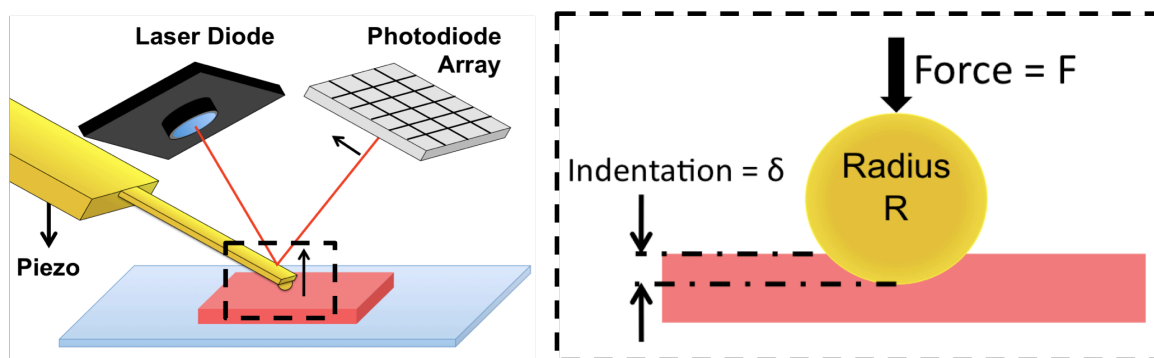 Laser Diode
Photodiode
Array
Piezo
Force = F
Indentation = δ
Radius
R